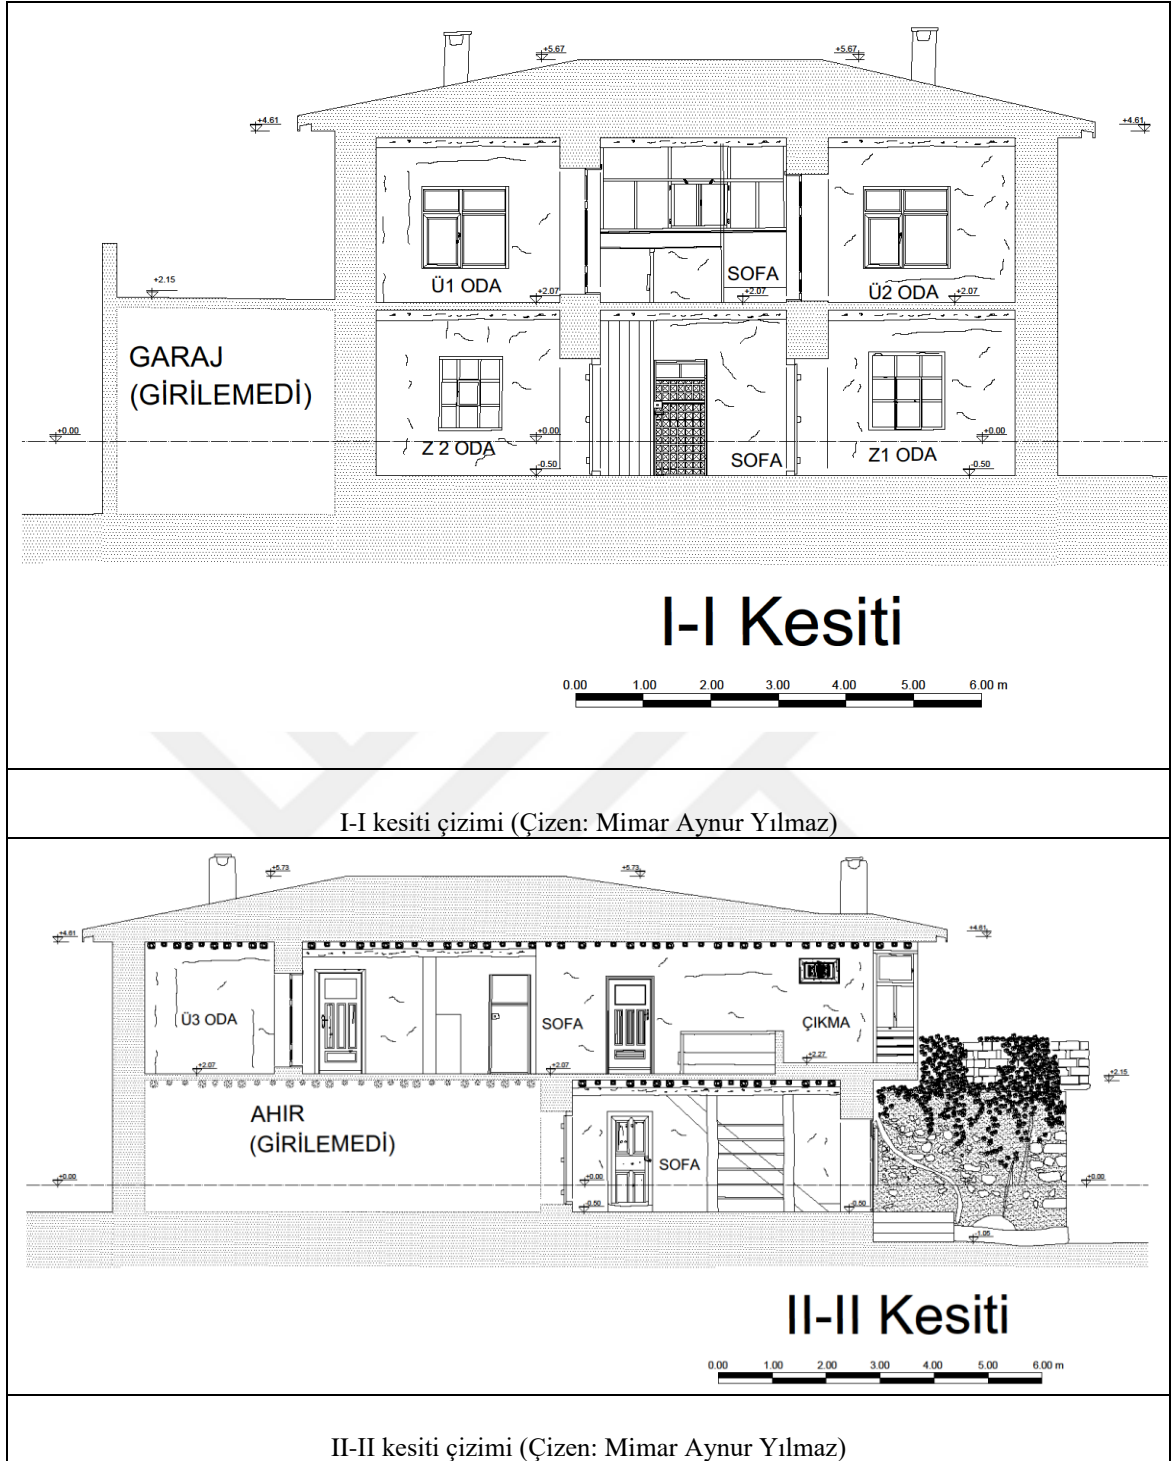 +5.67
+5.67
+4.61
+4.61
+2.15
Ü1 ODA
+2.07
SOFA
+2.07
Ü2 ODA
+2.07
GARAJ
(GİRİLEMEDİ)
+0.00
Z 2 ODA
+0.00
-0.50
SOFA
Z1 ODA
+0.00
-0.50
I-I Kesiti
0.00 1.00 2.00 3.00 4.00 5.00 6.00 m
I-I kesiti çizimi (Çizen: Mimar Aynur Yılmaz)
+5.73
+5.73
+4.61
+4.61
Ü3 ODA
SOFA
ÇIKMA
+2.07
+2.07
+2.27
+2.15
AHIR
(GİRİLEMEDİ)
SOFA
+0.00
+0.00
+0.00
-0.50
-0.50
-1.05
II-II Kesiti
0.00 1.00 2.00 3.00 4.00 5.00 6.00 m
II-II kesiti çizimi (Çizen: Mimar Aynur Yılmaz)